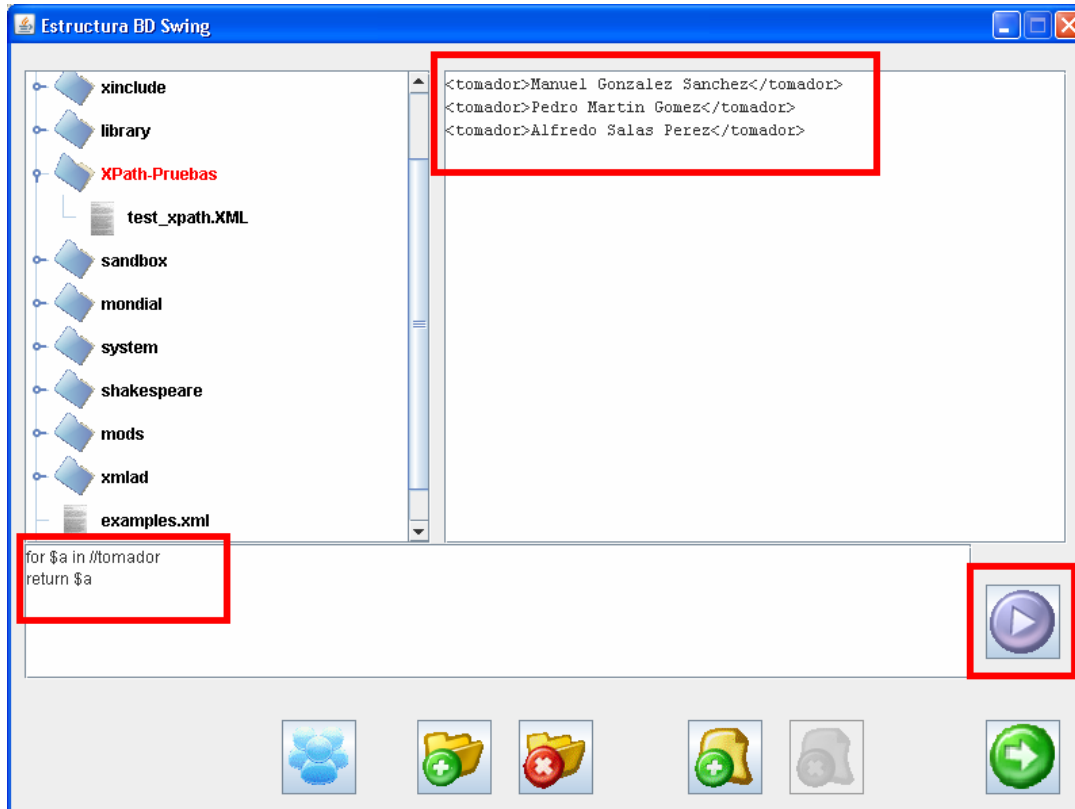 Estructura BD Swing
xinclude
library
XPath-Pruebas
test_xpath.XML
sandbox
mondial
system
shakespeare
mods
xmlad
examples.xml
<tomador>Manuel Gonzalez Sanchez</tomador>
<tomador>Pedro Martin Gomez</tomador>
<tomador>Alfredo Salas Perez</tomador>
for $a in //tomador
return $a